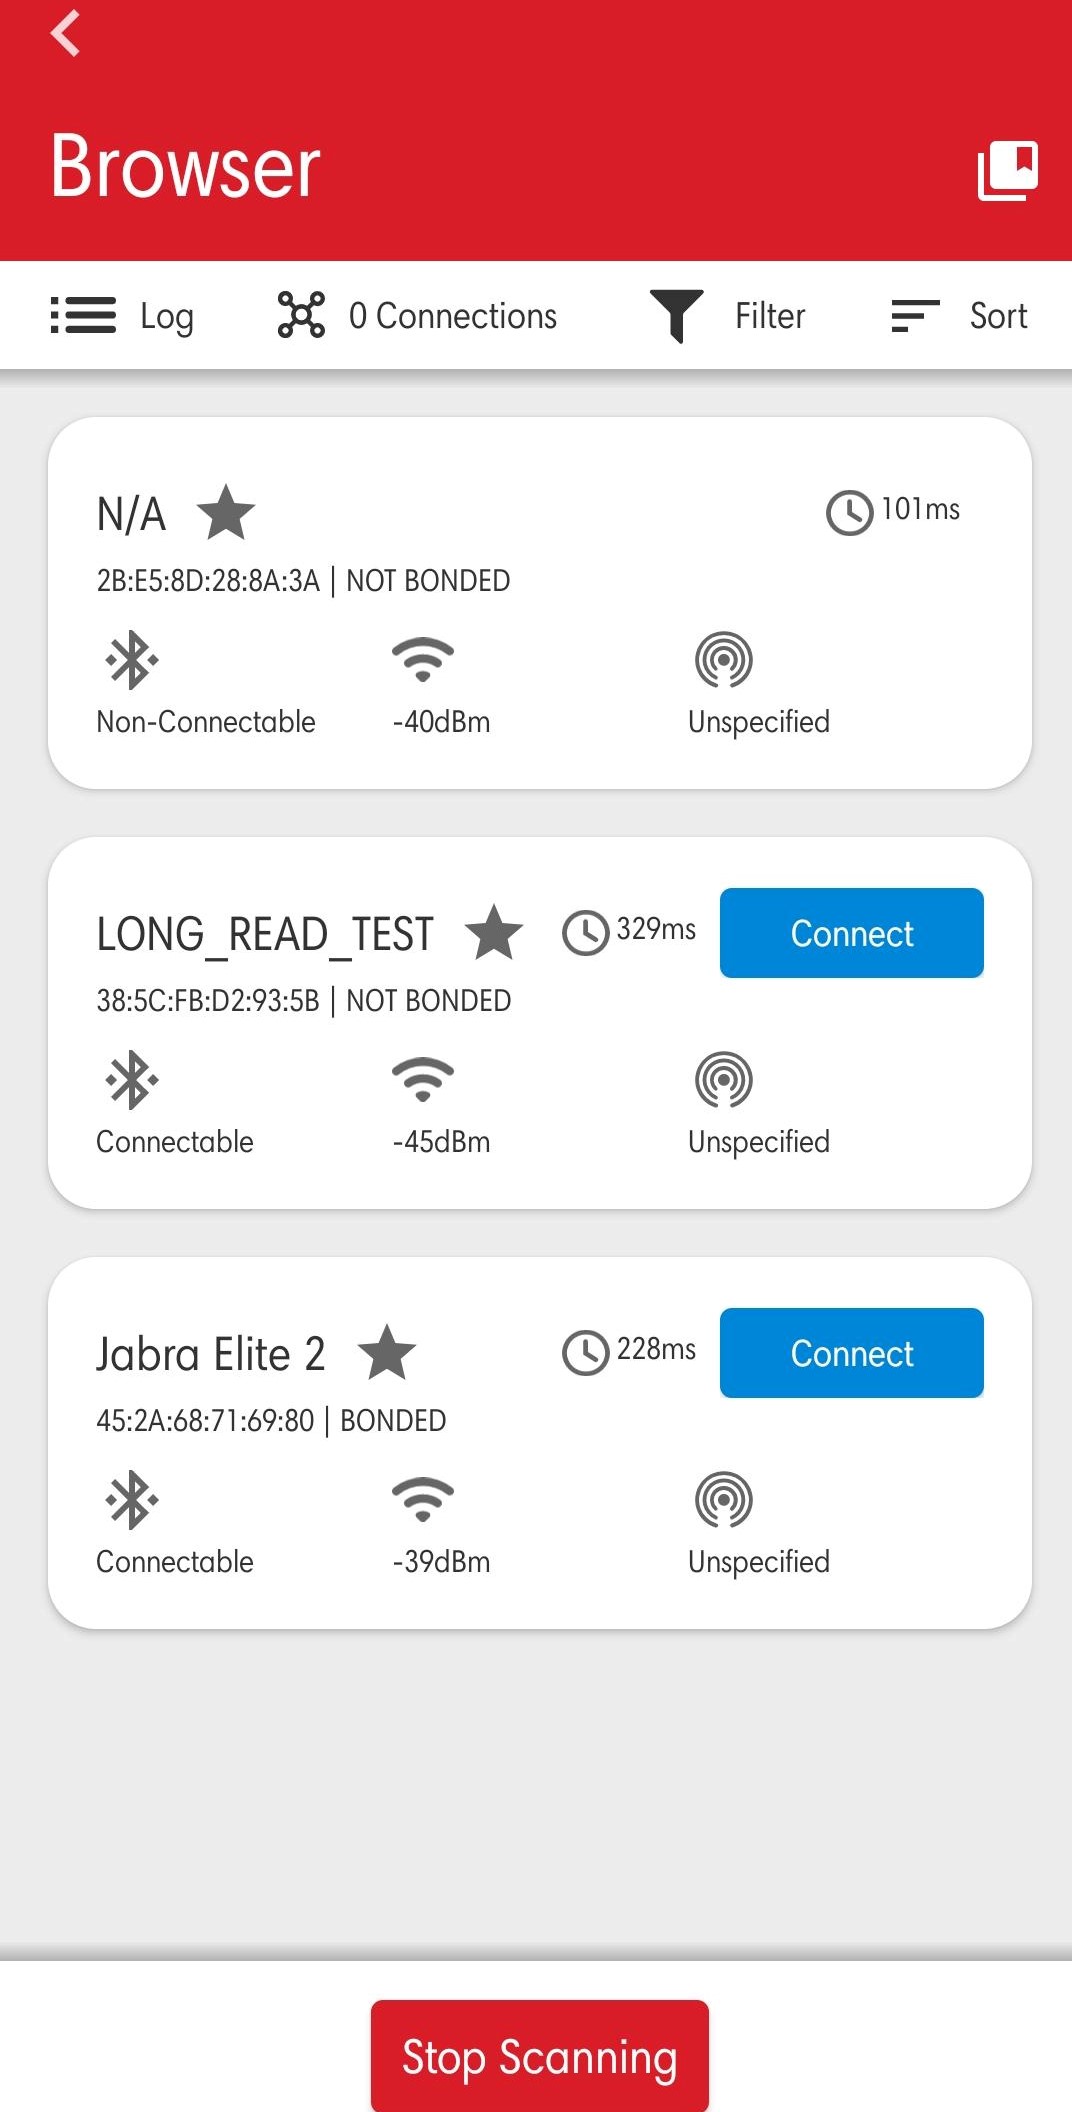 Browser
Log 0 Connections Filter Sort
N/A 101ms
2B:E5:8D:28:8A:3A | NOT BONDED
Non-Connectable -40dBm Unspecified
LONG_READ_TEST 329ms Connect
38:5C:FB:D2:93:5B | NOT BONDED
Connectable -45dBm Unspecified
Jabra Elite 2 228ms Connect
45:2A:68:71:69:80 | BONDED
Connectable -39dBm Unspecified
Stop Scanning